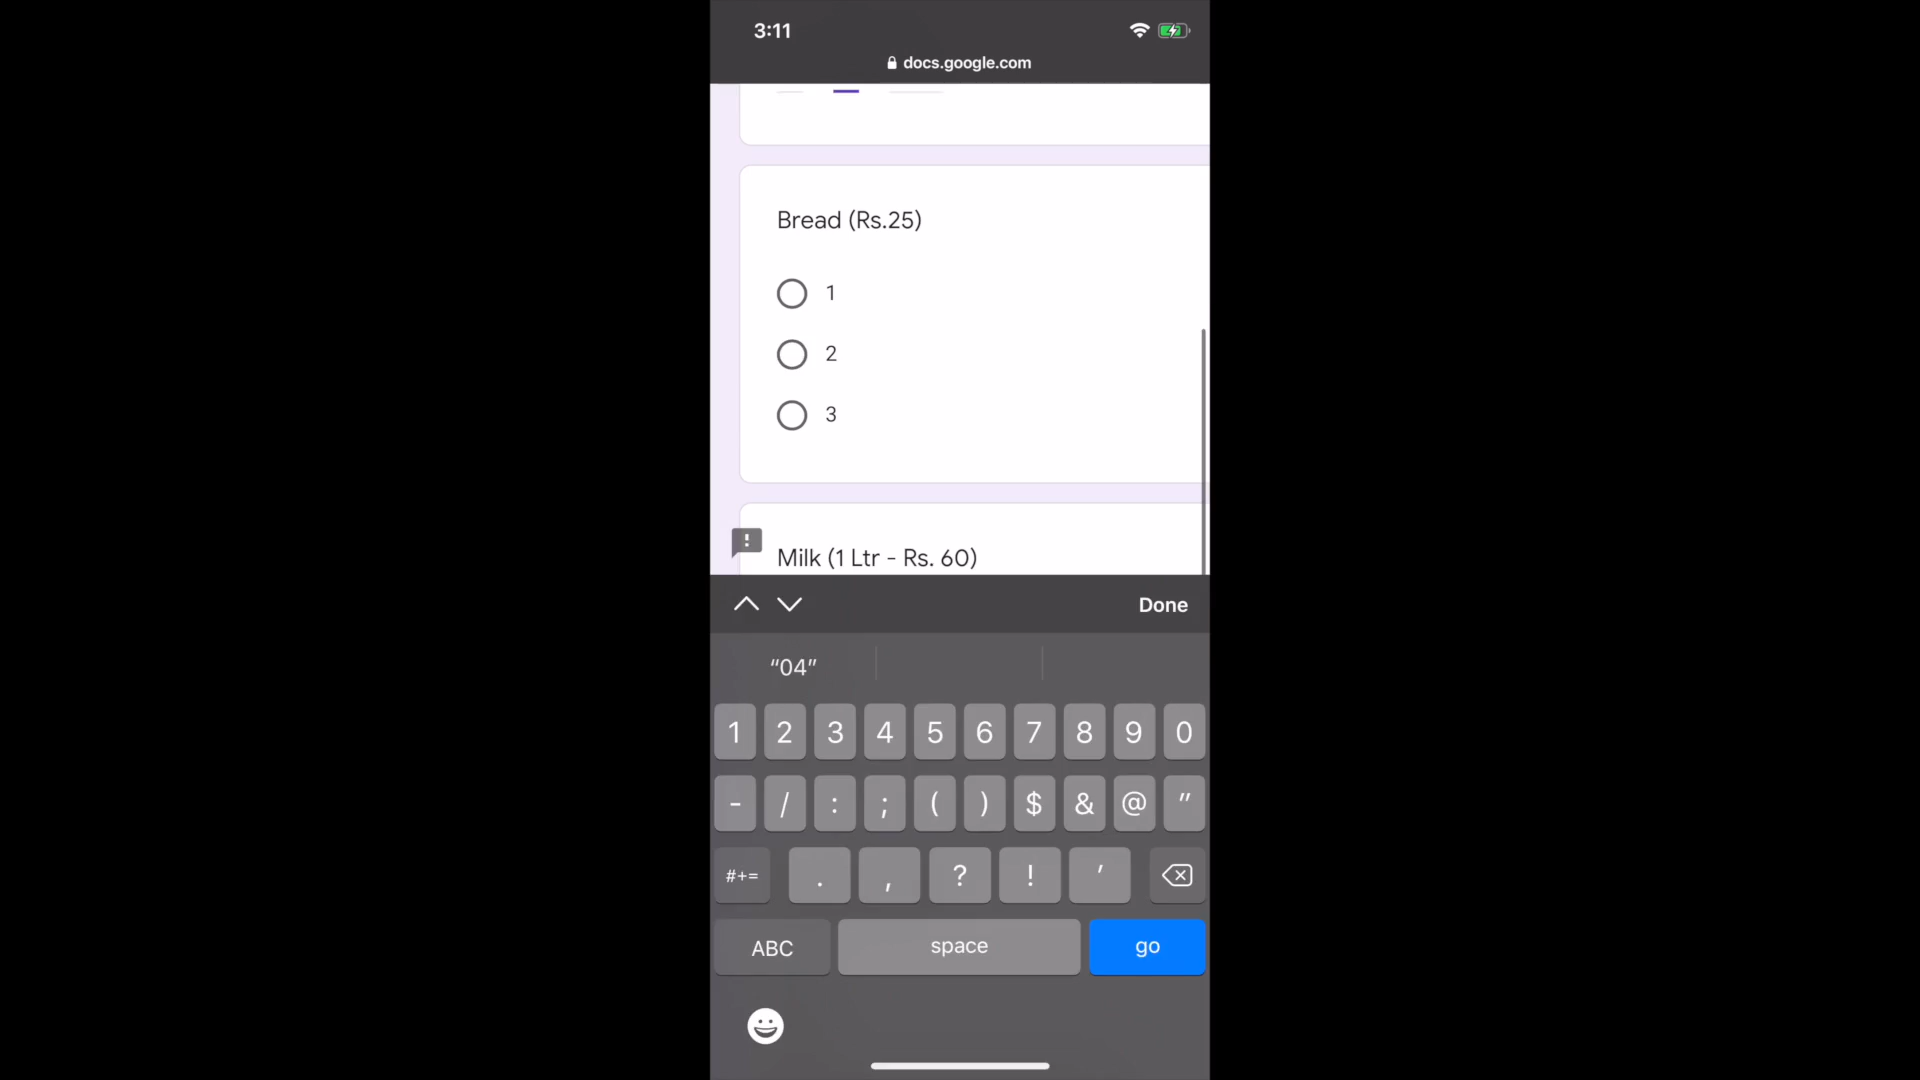 3:11
docs.google.com
Bread (Rs.25)
1
2
3
!
Milk (1 Ltr - Rs. 60)
Done
“04”
1 2 3 4 5 6 7 8 9 0
- / : ; ( ) $ & @ "
#+= . , ? ! '
ABC space go